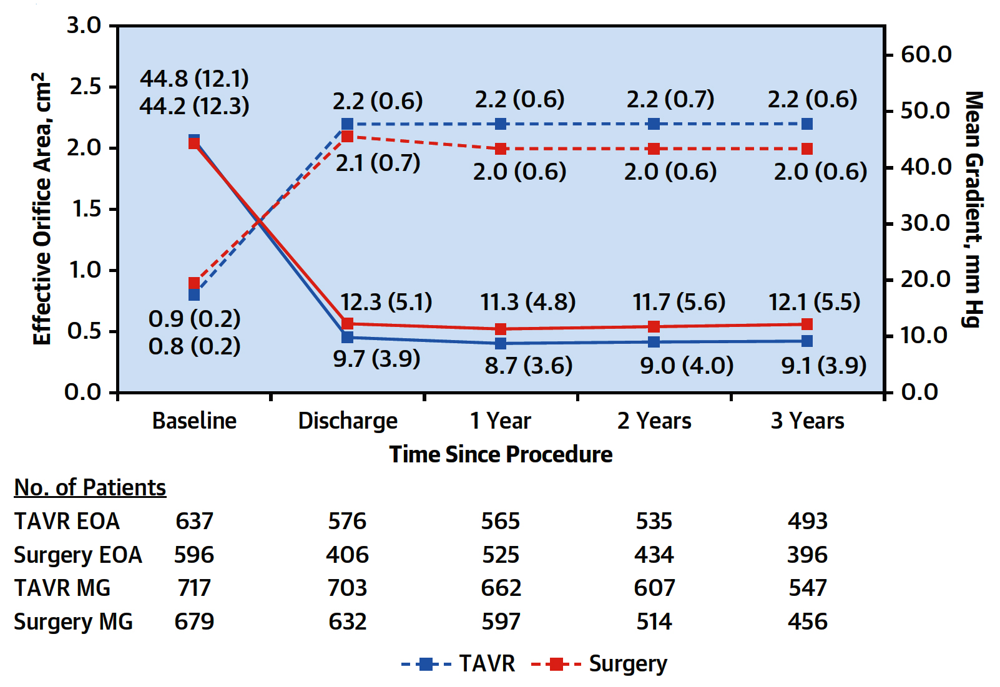 3.0
2.5
2.0
1.5
1.0
0.5
0.0
Effective Orifice Area, cm²
60.0
50.0
40.0
30.0
20.0
10.0
0.0
Mean Gradient, mm Hg
44.8 (12.1)
44.2 (12.3)
2.2 (0.6) 2.2 (0.6) 2.2 (0.7) 2.2 (0.6)
2.1 (0.7) 2.0 (0.6) 2.0 (0.6) 2.0 (0.6)
0.9 (0.2)
0.8 (0.2)
12.3 (5.1) 11.3 (4.8) 11.7 (5.6) 12.1 (5.5)
9.7 (3.9) 8.7 (3.6) 9.0 (4.0) 9.1 (3.9)
Baseline Discharge 1 Year 2 Years 3 Years
Time Since Procedure
No. of Patients
TAVR EOA 637 576 565 535 493
Surgery EOA 596 406 525 434 396
TAVR MG 717 703 662 607 547
Surgery MG 679 632 597 514 456
TAVR Surgery